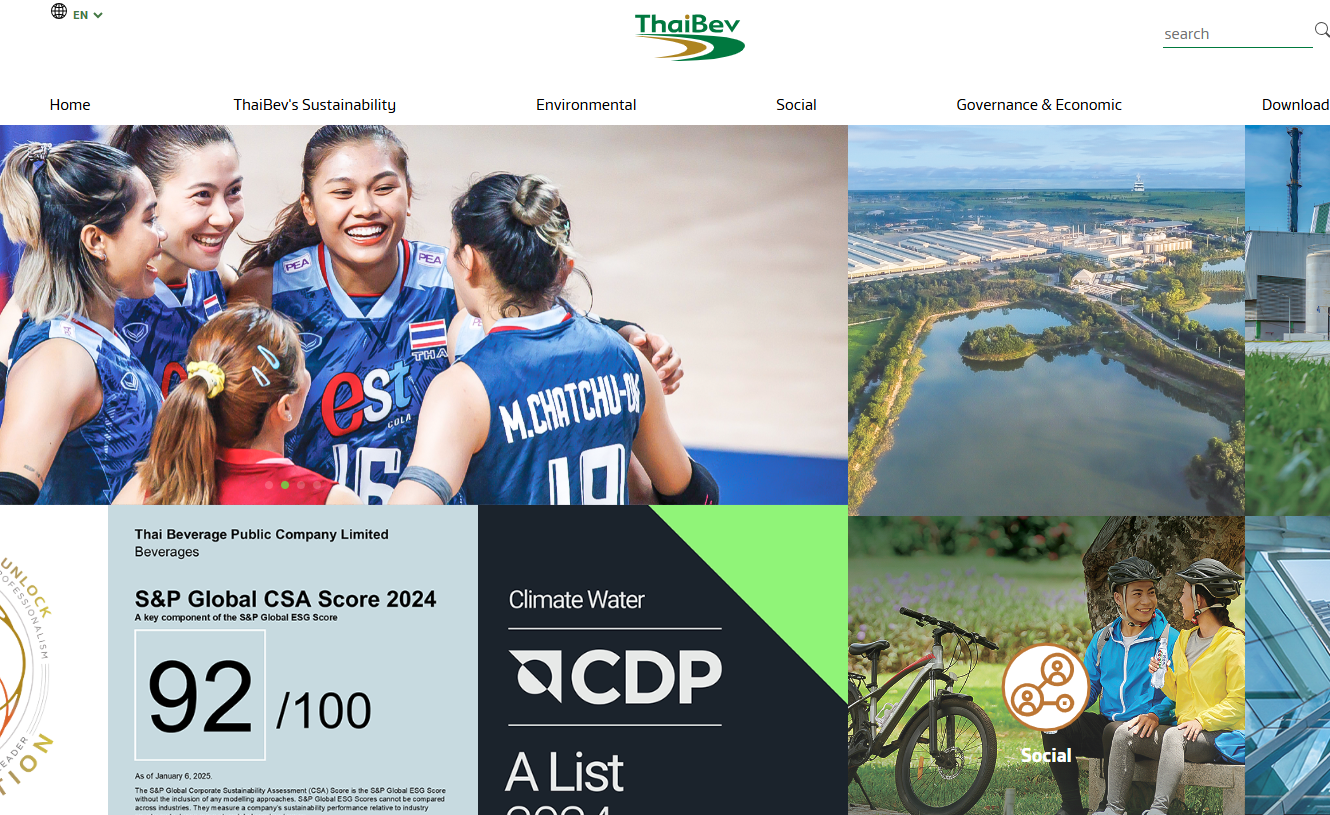 EN
ThaiBev
search
Home
ThaiBev's Sustainability
Environmental
Social
Governance & Economic
Download
PEA
PEA
THA
est
COLA
16
M.CHATCHU-ON
19
UNLOCK
PROFESSIONALISM
Thai Beverage Public Company Limited
Beverages
S&P Global CSA Score 2024
A key component of the S&P Global ESG Score
92 /100
As of January 6, 2025.
The S&P Global Corporate Sustainability Assessment (CSA) Score is the S&P Global ESG Score
without the inclusion of any modelling approaches. S&P Global ESG Scores cannot be compared
across industries. They measure a company's sustainability performance relative to industry
Climate Water
CDP
A List
2024
Social